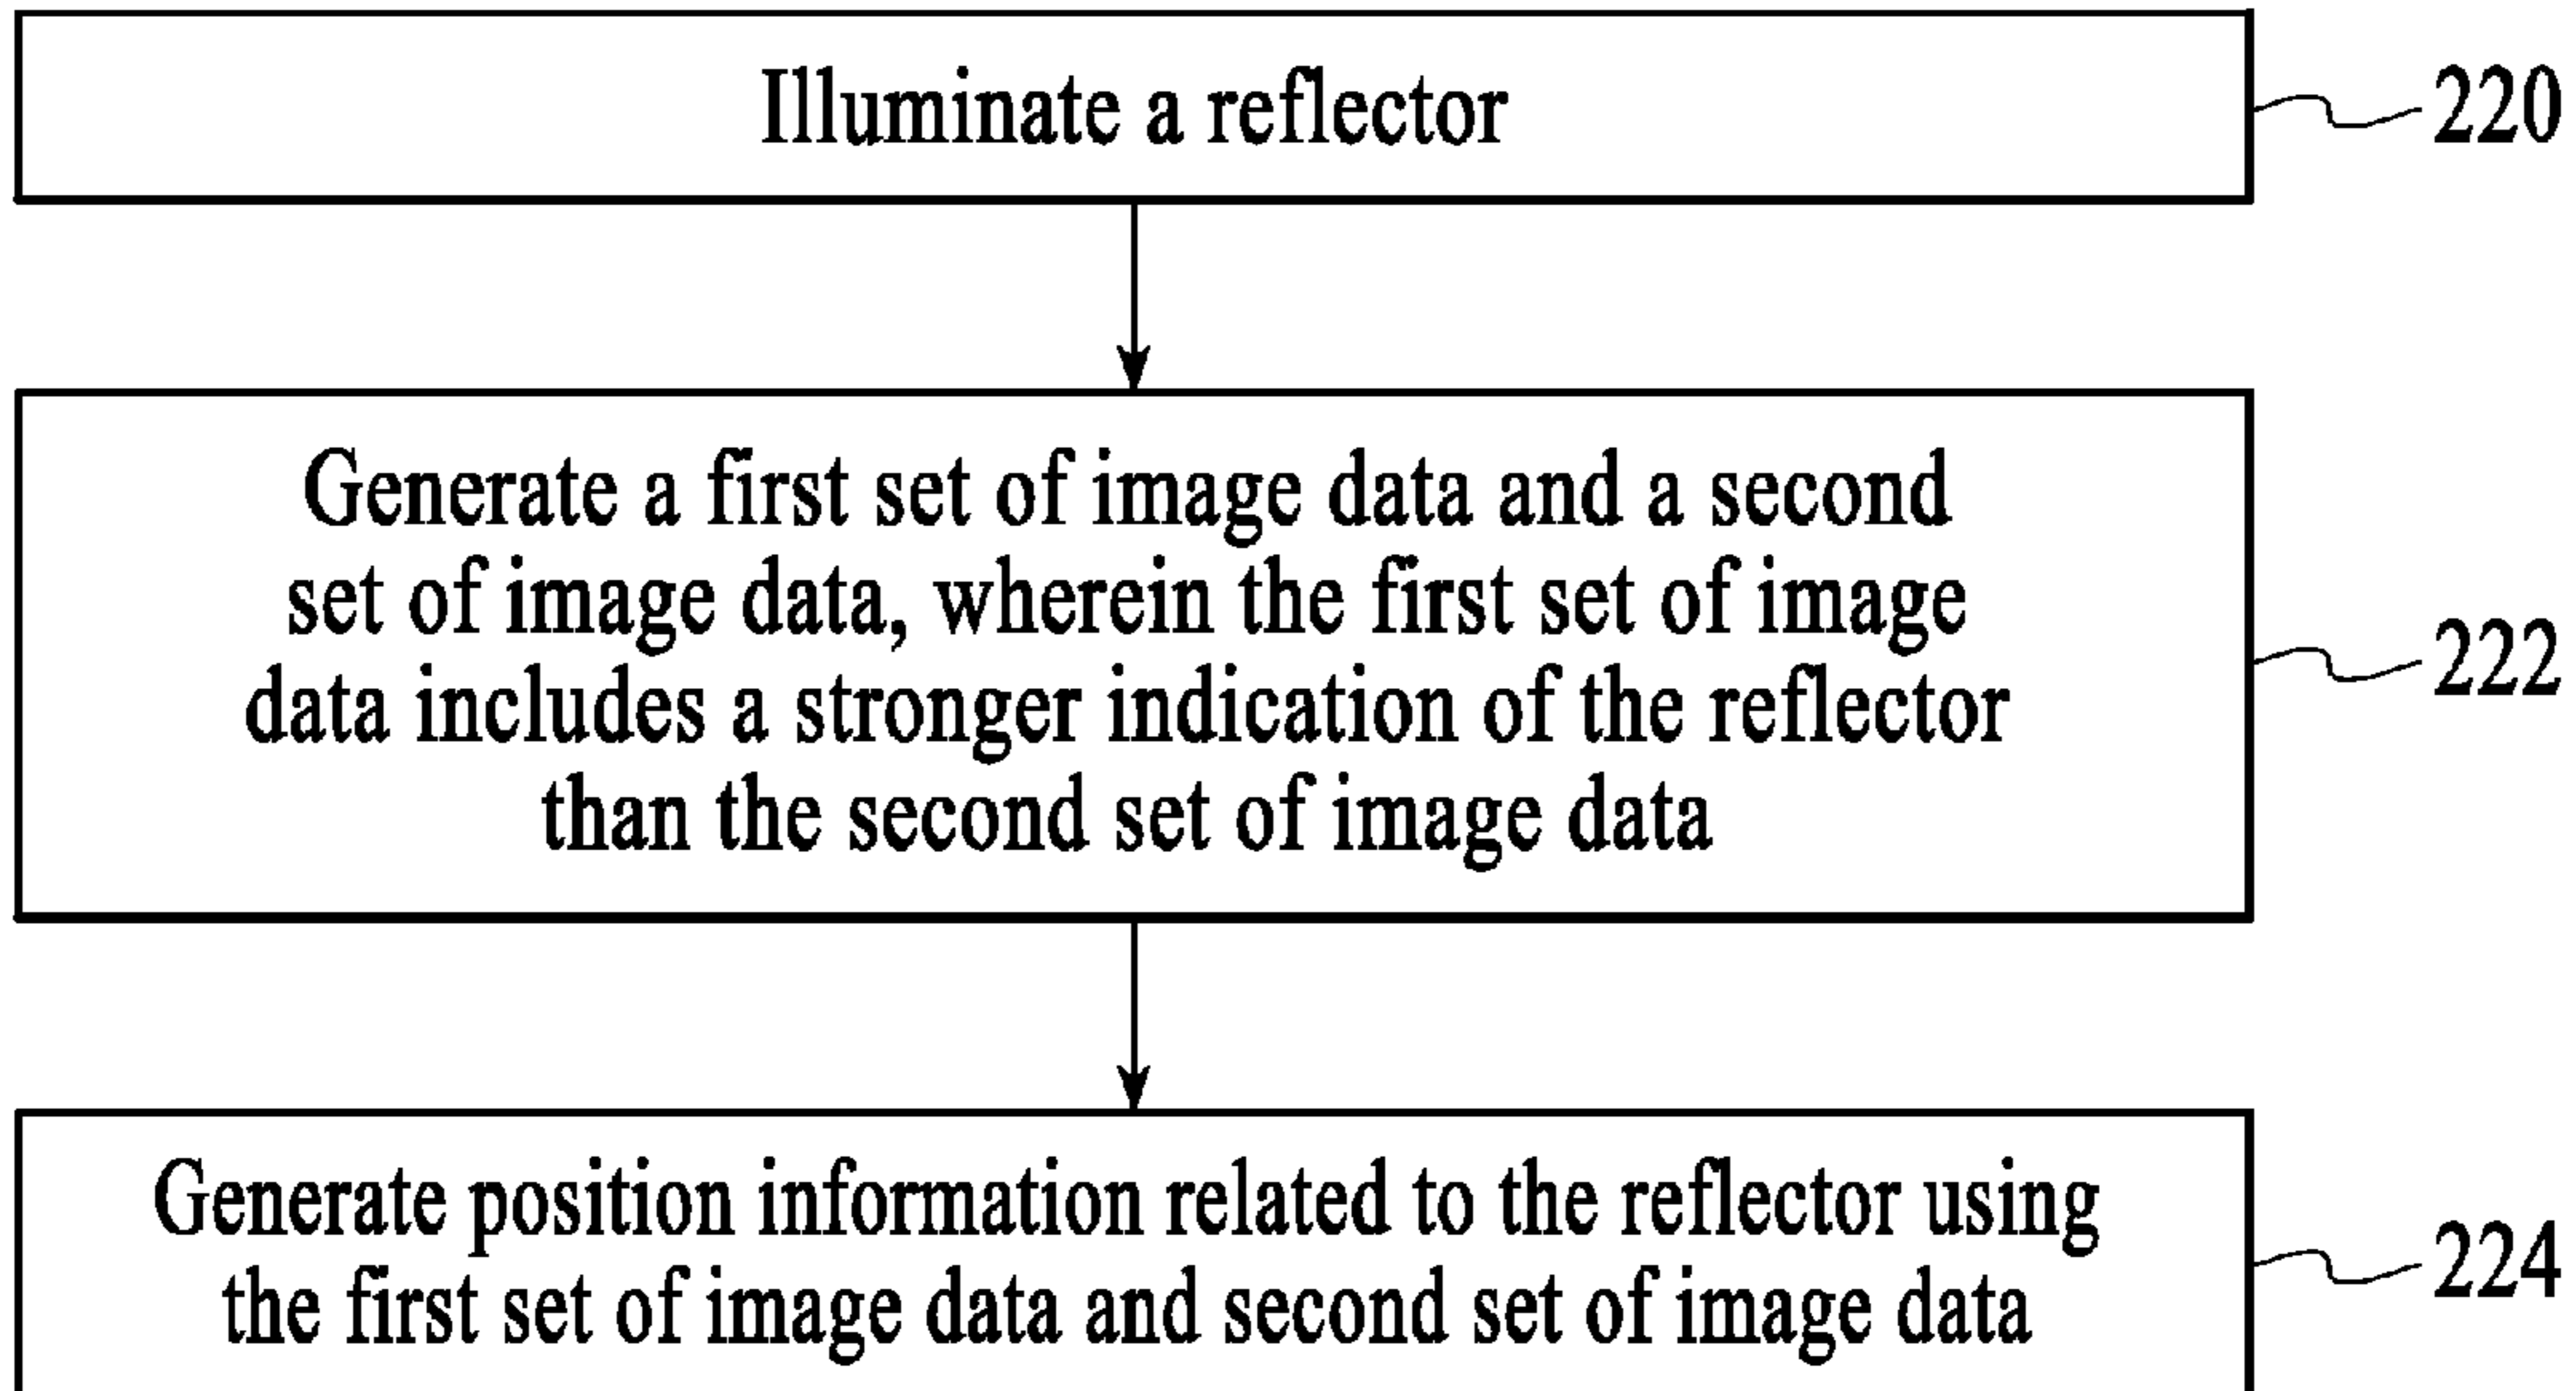 Illuminate a reflector
220
Generate a first set of image data and a second
set of image data, wherein the first set of image
data includes a stronger indication of the reflector
than the second set of image data
222
Generate position information related to the reflector using
the first set of image data and second set of image data
224